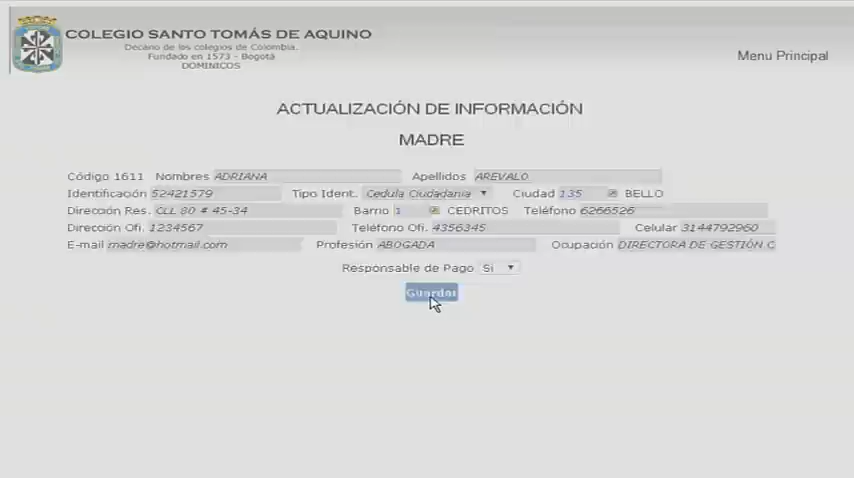 COLEGIO SANTO TOMÁS DE AQUINO
Decano de los colegios de Colombia.
Fundado en 1573 - Bogotá
DOMINICOS
Menu Principal
ACTUALIZACIÓN DE INFORMACIÓN
MADRE
Código 1611 Nombres ADRIANA Apellidos AREVALO
Identificación 52421579 Tipo Ident. Cedula Ciudadania Ciudad 135 BELLO
Dirección Res. CLL 80 # 45-34 Barrio 1 CEDRITOS Teléfono 6266526
Dirección Ofi. 1234567 Teléfono Ofi. 4356345 Celular 3144792960
E-mail madre@hotmail.com Profesión ABOGADA Ocupación DIRECTORA DE GESTIÓN C
Responsable de Pago Si
Guardar